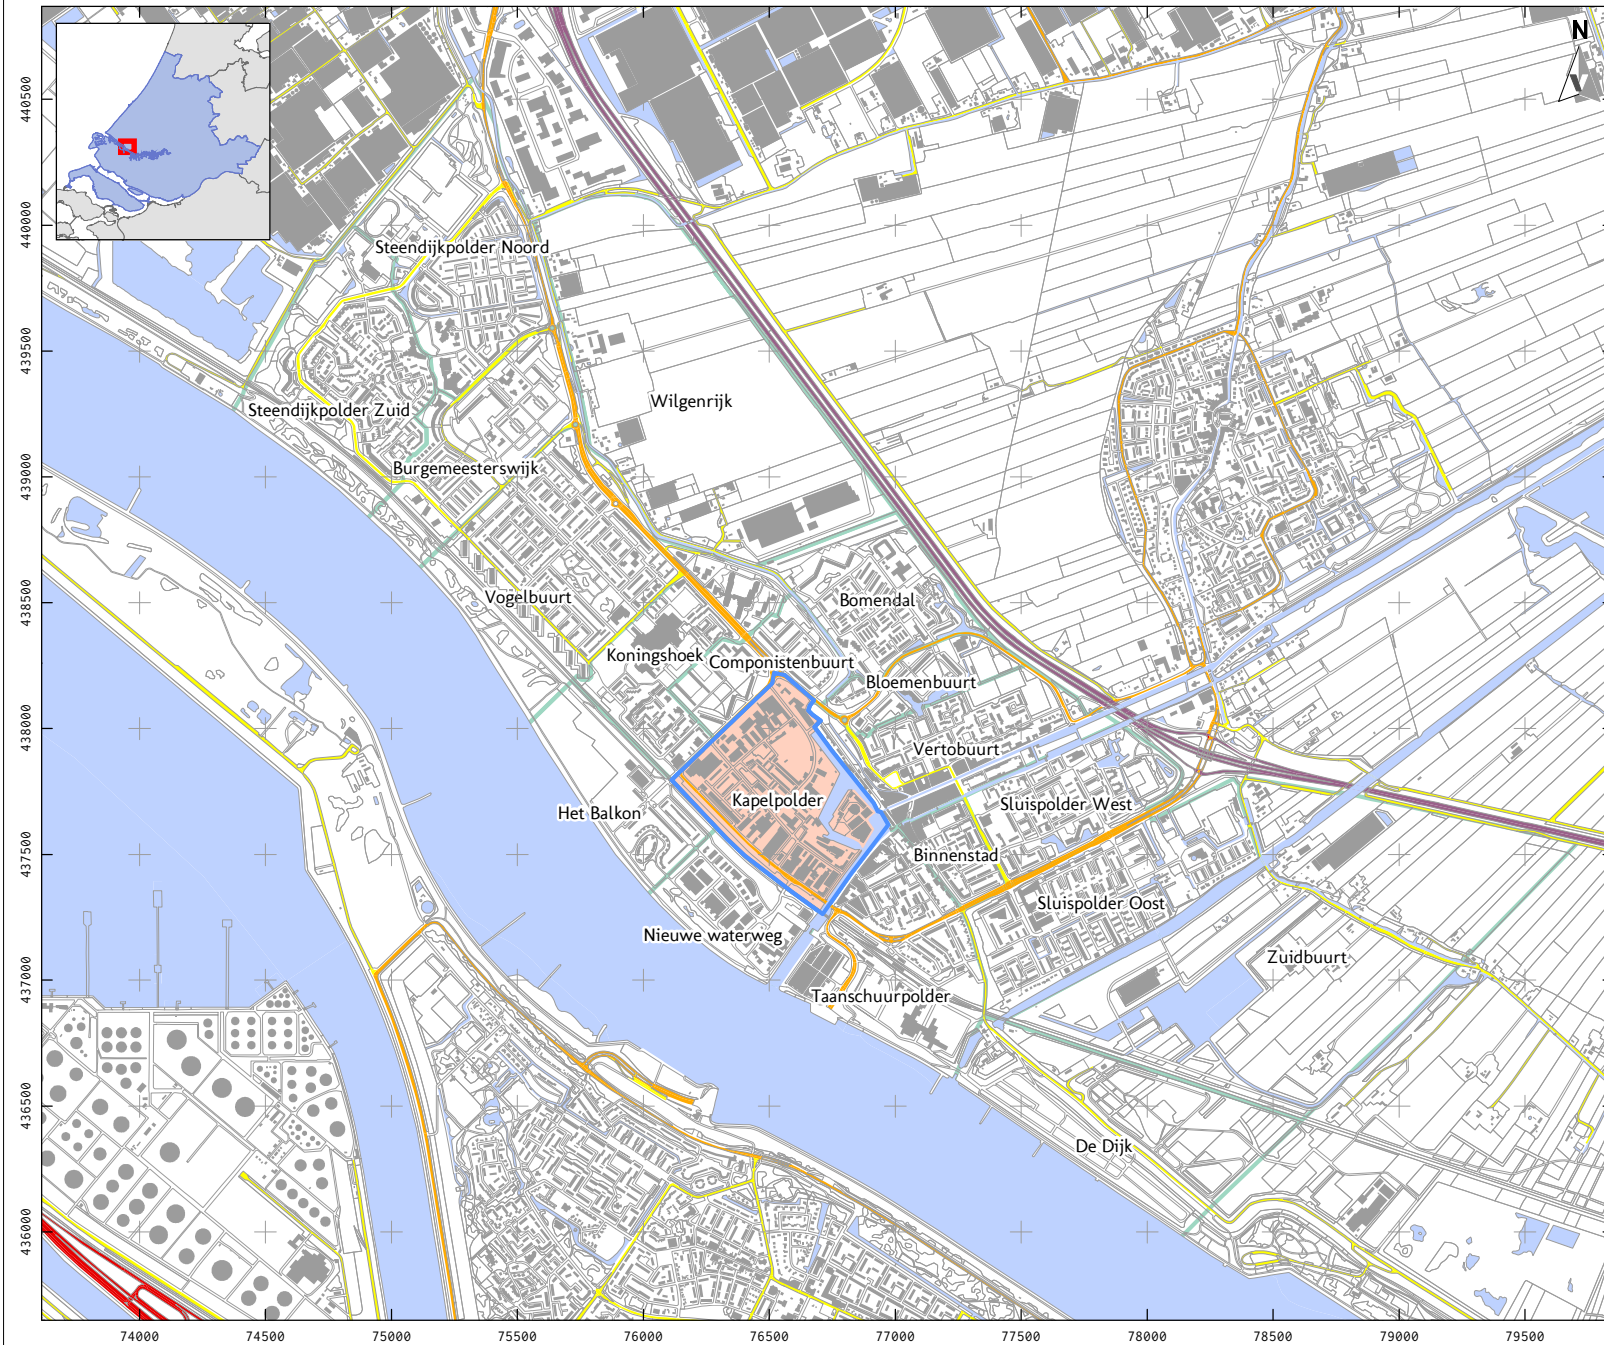 N
Steendijkpolder Noord
Wilgenrijk
Steendijkpolder Zuid
Burgemeesterswijk
Vogelbuurt
Bomendal
Koningshoek
Componistenbuurt
Bloemenbuurt
Vertobuurt
Kapelpolder
Sluispolder West
Het Balkon
Binnenstad
Sluispolder Oost
Nieuwe waterweg
Zuidbuurt
Taanschuurpolder
De Dijk
440500
440000
439500
439000
438500
438000
437500
437000
436500
436000
74000
74500
75000
75500
76000
76500
77000
77500
78000
78500
79000
79500